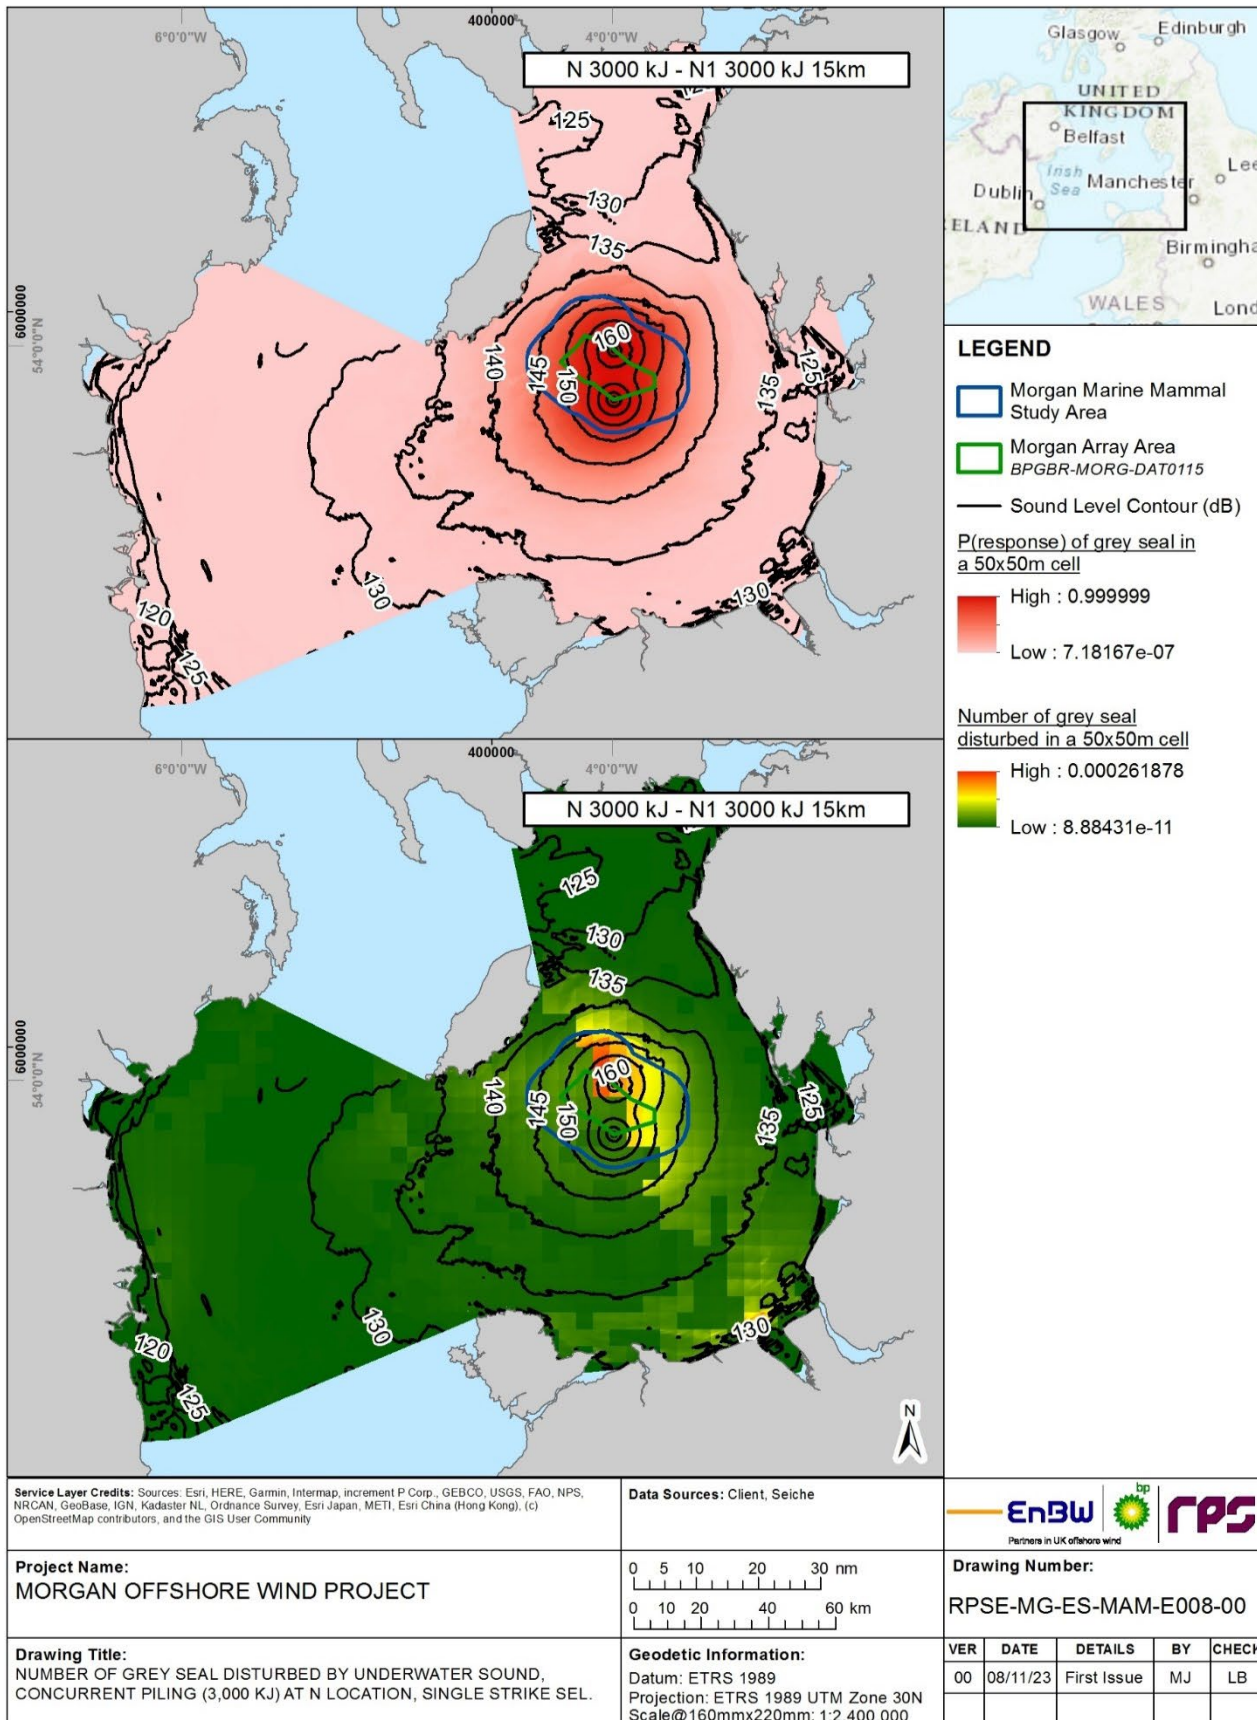 400000
6°0'0"W
4°0'0"W
N 3000 kJ - N1 3000 kJ 15km
125
130
135
6000000
54°0'0"N
160
140
145
150
135
125
130
130
120
125
Glasgow
Edinburgh
UNITED
KINGDOM
Belfast
Irish
Sea
Manchester
Lee
Dublin
ELAND
Birmingha
WALES
Lond
LEGEND
Morgan Marine Mammal
Study Area
Morgan Array Area
BPGBR-MORG-DAT0115
Sound Level Contour (dB)
P(response) of grey seal in
a 50x50m cell
High : 0.999999
Low : 7.18167e-07
Number of grey seal
disturbed in a 50x50m cell
High : 0.000261878
Low : 8.88431e-11
400000
6°0'0"W
4°0'0"W
N 3000 kJ - N1 3000 kJ 15km
125
130
135
6000000
54°0'0"N
160
140
145
150
135
125
130
130
120
125
N
Service Layer Credits: Sources: Esri, HERE, Garmin, Intermap, increment P Corp., GEBCO, USGS, FAO, NPS,
NRCAN, GeoBase, IGN, Kadaster NL, Ordnance Survey, Esri Japan, METI, Esri China (Hong Kong), (c)
OpenStreetMap contributors, and the GIS User Community
Data Sources: Client, Seiche
EnBW
bp
rps
Partners in UK offshore wind
Project Name:
MORGAN OFFSHORE WIND PROJECT
0 5 10 20 30 nm
0 10 20 40 60 km
Drawing Number:
RPSE-MG-ES-MAM-E008-00
Drawing Title:
NUMBER OF GREY SEAL DISTURBED BY UNDERWATER SOUND,
CONCURRENT PILING (3,000 KJ) AT N LOCATION, SINGLE STRIKE SEL.
Geodetic Information:
Datum: ETRS 1989
Projection: ETRS 1989 UTM Zone 30N
Scale@160mmx220mm: 1:2 400 000
VER DATE DETAILS BY CHECK
00 08/11/23 First Issue MJ LB